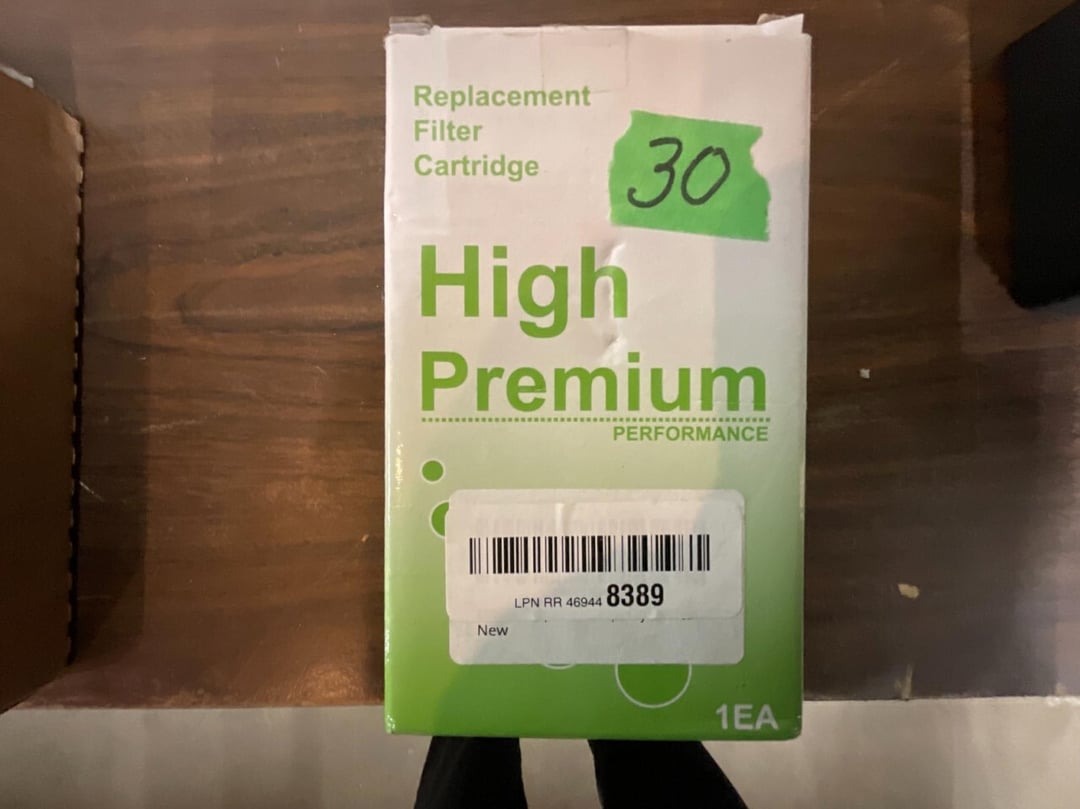 Replacement
Filter
Cartridge
30
High
Premium
PERFORMANCE
LPN RR 46944 8389
New
1EA